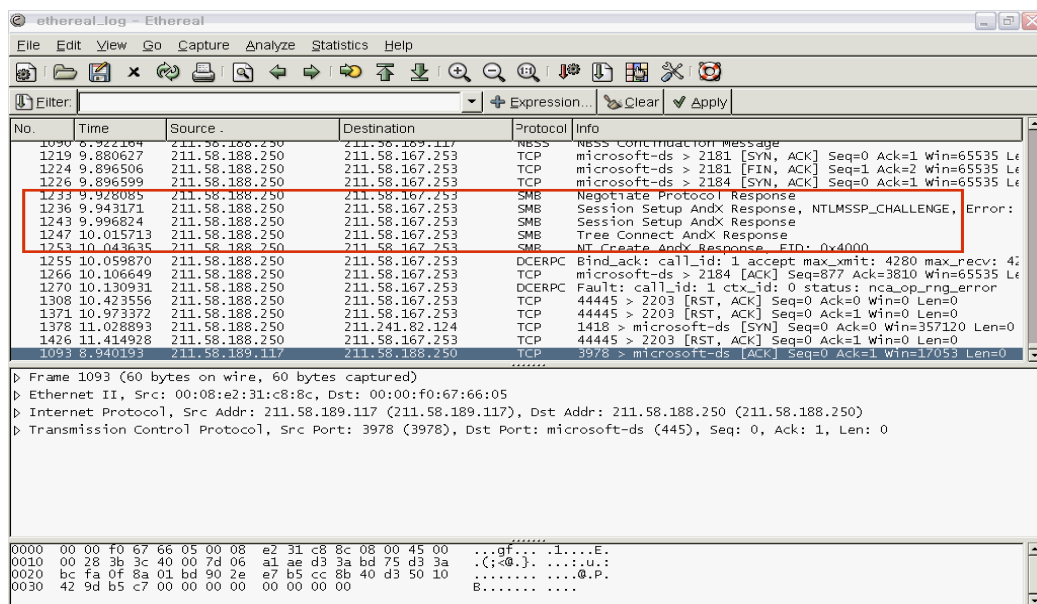 ethereal_log - Ethereal
File Edit View Go Capture Analyze Statistics Help
Filter: Expression... Clear Apply
No. Time Source . Destination Protocol Info
1090 8.922164 211.58.188.250 211.58.189.117 NBSS NBSS Continuation Message
1219 9.880627 211.58.188.250 211.58.167.253 TCP microsoft-ds > 2181 [SYN, ACK] Seq=0 Ack=1 Win=65535 Le
1224 9.896506 211.58.188.250 211.58.167.253 TCP microsoft-ds > 2181 [FIN, ACK] Seq=1 Ack=2 Win=65535 Le
1226 9.896599 211.58.188.250 211.58.167.253 TCP microsoft-ds > 2184 [SYN, ACK] Seq=0 Ack=1 Win=65535 Le
1233 9.928085 211.58.188.250 211.58.167.253 SMB Negotiate Protocol Response
1236 9.943171 211.58.188.250 211.58.167.253 SMB Session Setup AndX Response, NTLMSSP_CHALLENGE, Error:
1243 9.996824 211.58.188.250 211.58.167.253 SMB Session Setup AndX Response
1247 10.015713 211.58.188.250 211.58.167.253 SMB Tree Connect AndX Response
1253 10.043635 211.58.188.250 211.58.167.253 SMB NT Create AndX Response, FID: 0x4000
1255 10.059870 211.58.188.250 211.58.167.253 DCERPC Bind_ack: call_id: 1 accept max_xmit: 4280 max_recv: 42
1266 10.106649 211.58.188.250 211.58.167.253 TCP microsoft-ds > 2184 [ACK] Seq=877 Ack=3810 Win=65535 Le
1270 10.130931 211.58.188.250 211.58.167.253 DCERPC Fault: call_id: 1 ctx_id: 0 status: nca_op_rng_error
1308 10.423556 211.58.188.250 211.58.167.253 TCP 44445 > 2203 [RST, ACK] Seq=0 Ack=0 Win=0 Len=0
1371 10.973372 211.58.188.250 211.58.167.253 TCP 44445 > 2203 [RST, ACK] Seq=0 Ack=1 Win=0 Len=0
1378 11.028893 211.58.188.250 211.241.82.124 TCP 1418 > microsoft-ds [SYN] Seq=0 Ack=0 Win=357120 Len=0
1426 11.414928 211.58.188.250 211.58.167.253 TCP 44445 > 2203 [RST, ACK] Seq=0 Ack=1 Win=0 Len=0
1093 8.940193 211.58.189.117 211.58.188.250 TCP 3978 > microsoft-ds [ACK] Seq=0 Ack=1 Win=17053 Len=0
Frame 1093 (60 bytes on wire, 60 bytes captured)
Ethernet II, Src: 00:08:e2:31:c8:8c, Dst: 00:00:f0:67:66:05
Internet Protocol, Src Addr: 211.58.189.117 (211.58.189.117), Dst Addr: 211.58.188.250 (211.58.188.250)
Transmission Control Protocol, Src Port: 3978 (3978), Dst Port: microsoft-ds (445), Seq: 0, Ack: 1, Len: 0
0000 00 00 f0 67 66 05 00 08 e2 31 c8 8c 08 00 45 00 ...gf... .1....E.
0010 00 28 3b 3c 40 00 7d 06 a1 ae d3 3a bd 75 d3 3a .(;<@.}. ...:.u.:
0020 bc fa 0f 8a 01 bd 90 2e e7 b5 cc 8b 40 d3 50 10 ........ ....@.P.
0030 42 9d b5 c7 00 00 00 00 00 00 00 00 B....... ....